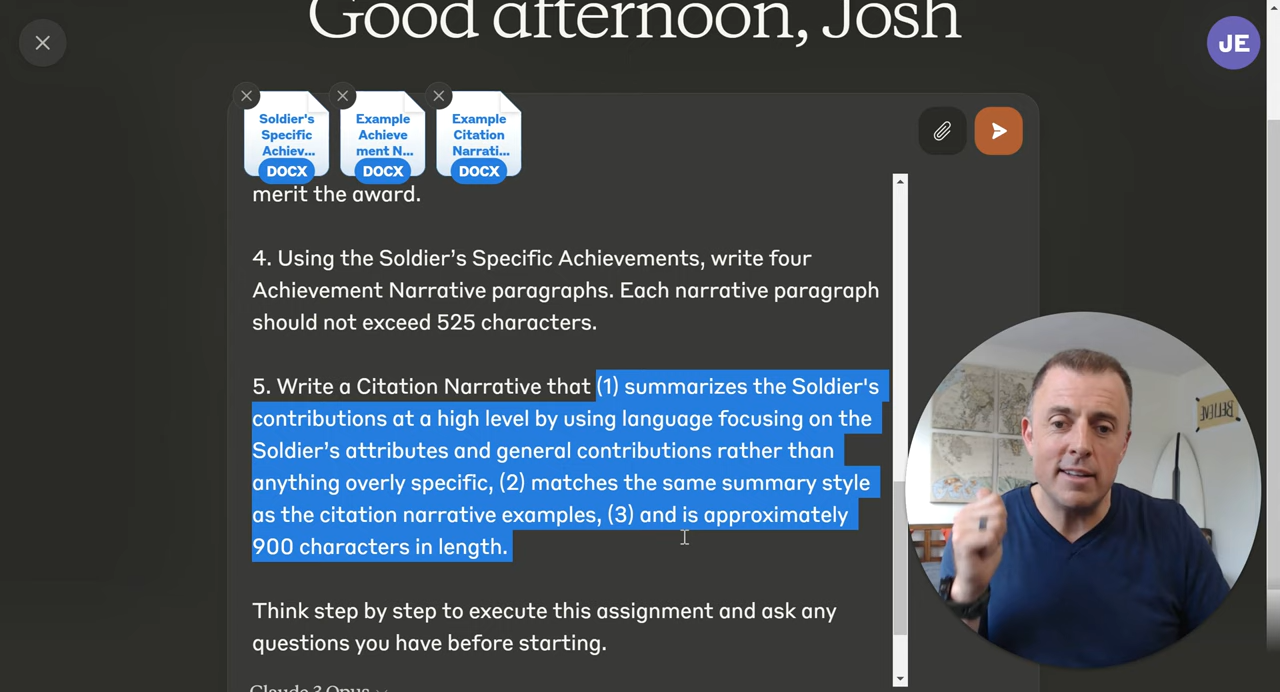 Good afternoon, Josh
JE
Soldier's
Specific
Achiev...
DOCX
Example
Achieve
ment N...
DOCX
Example
Citation
Narrati...
DOCX
merit the award.
4. Using the Soldier’s Specific Achievements, write four
Achievement Narrative paragraphs. Each narrative paragraph
should not exceed 525 characters.
5. Write a Citation Narrative that (1) summarizes the Soldier's
contributions at a high level by using language focusing on the
Soldier’s attributes and general contributions rather than
anything overly specific, (2) matches the same summary style
as the citation narrative examples, (3) and is approximately
900 characters in length.
Think step by step to execute this assignment and ask any
questions you have before starting.
Claude 3 Opus
BELIEVE